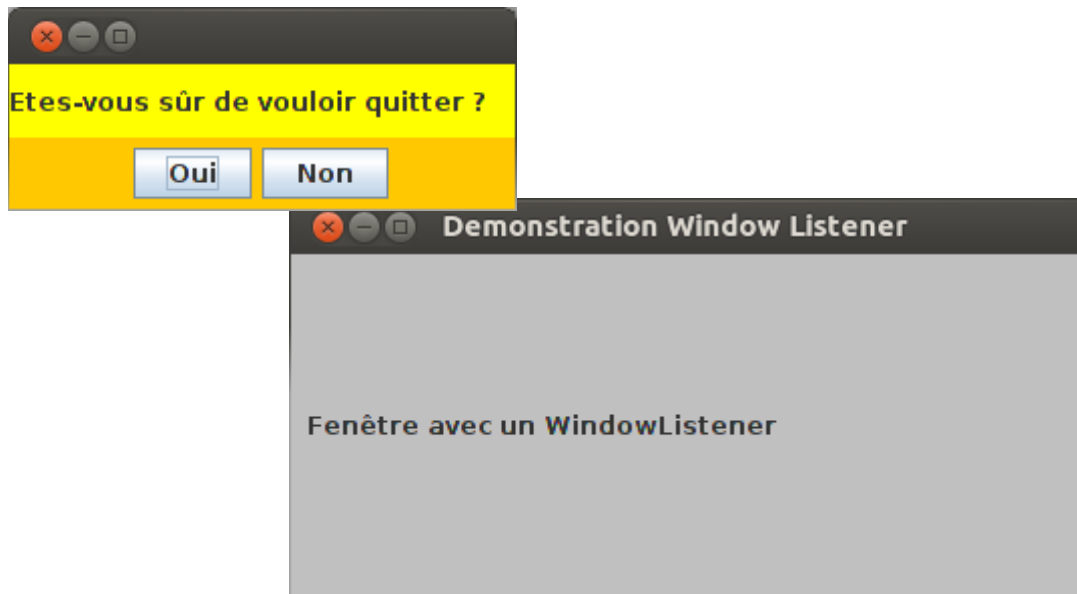 Etes-vous sûr de vouloir quitter ?
Oui Non
Demonstration Window Listener
Fenêtre avec un WindowListener